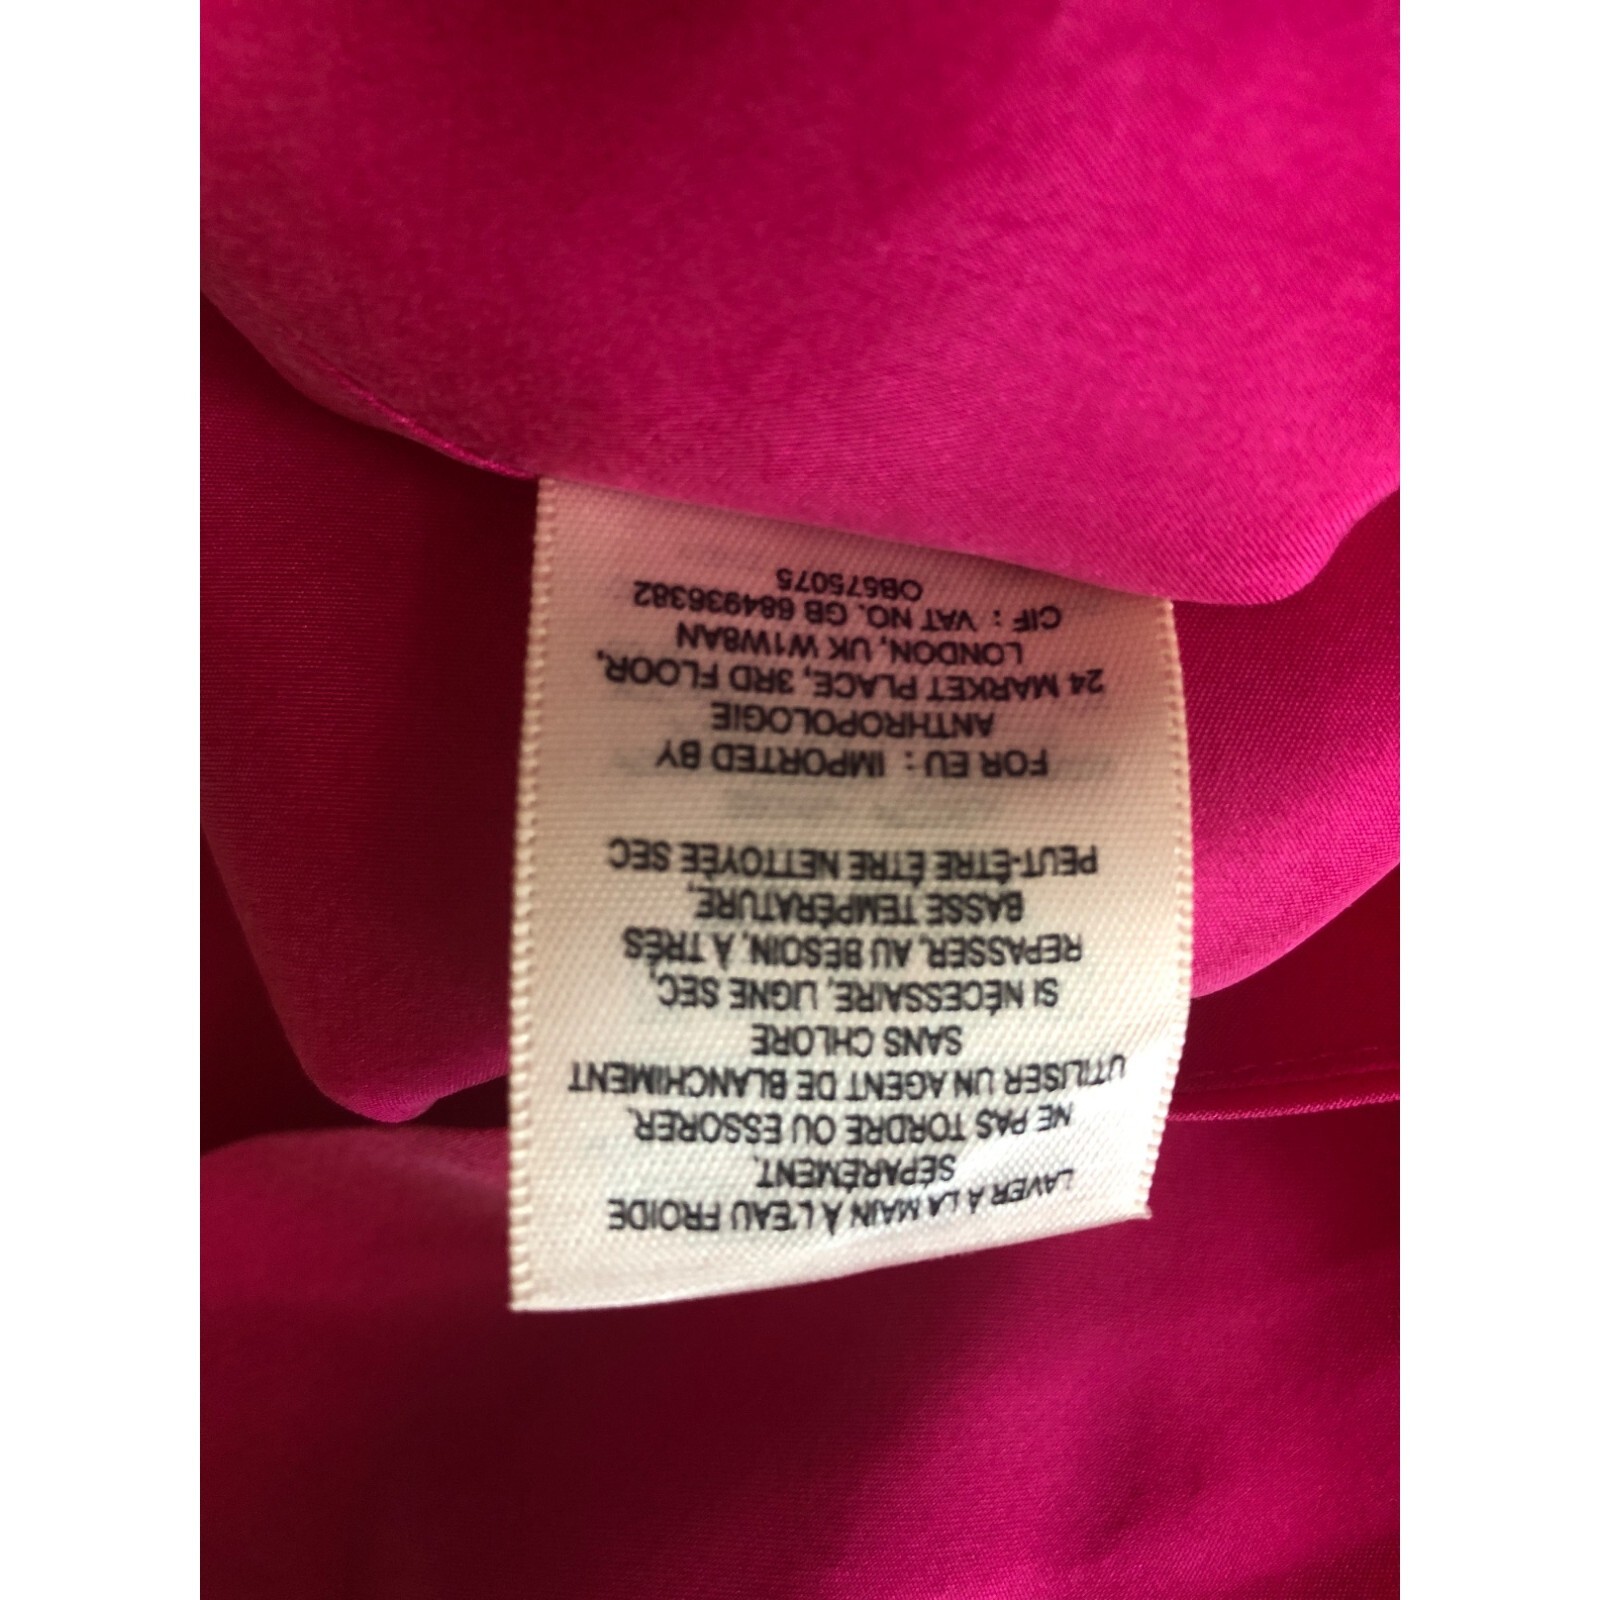 LAVER À LA MAIN À L'EAU FROIDE
SÉPARÉMENT.
NE PAS TORDRE OU ESSORER.
UTILISER UN AGENT DE BLANCHIMENT
SANS CHLORE
SI NÉCESSAIRE, LIGNE SEC,
REPASSER, AU BESOIN, À TRÈS
BASSE TEMPÉRATURE,
PEUT-ÊTRE ÊTRE NETTOYÉE SEC
FOR EU : IMPORTED BY
ANTHROPOLOGIE
24 MARKET PLACE, 3RD FLOOR,
LONDON, UK W1W8AN
CIF : VAT NO. GB 684936382
OB575075